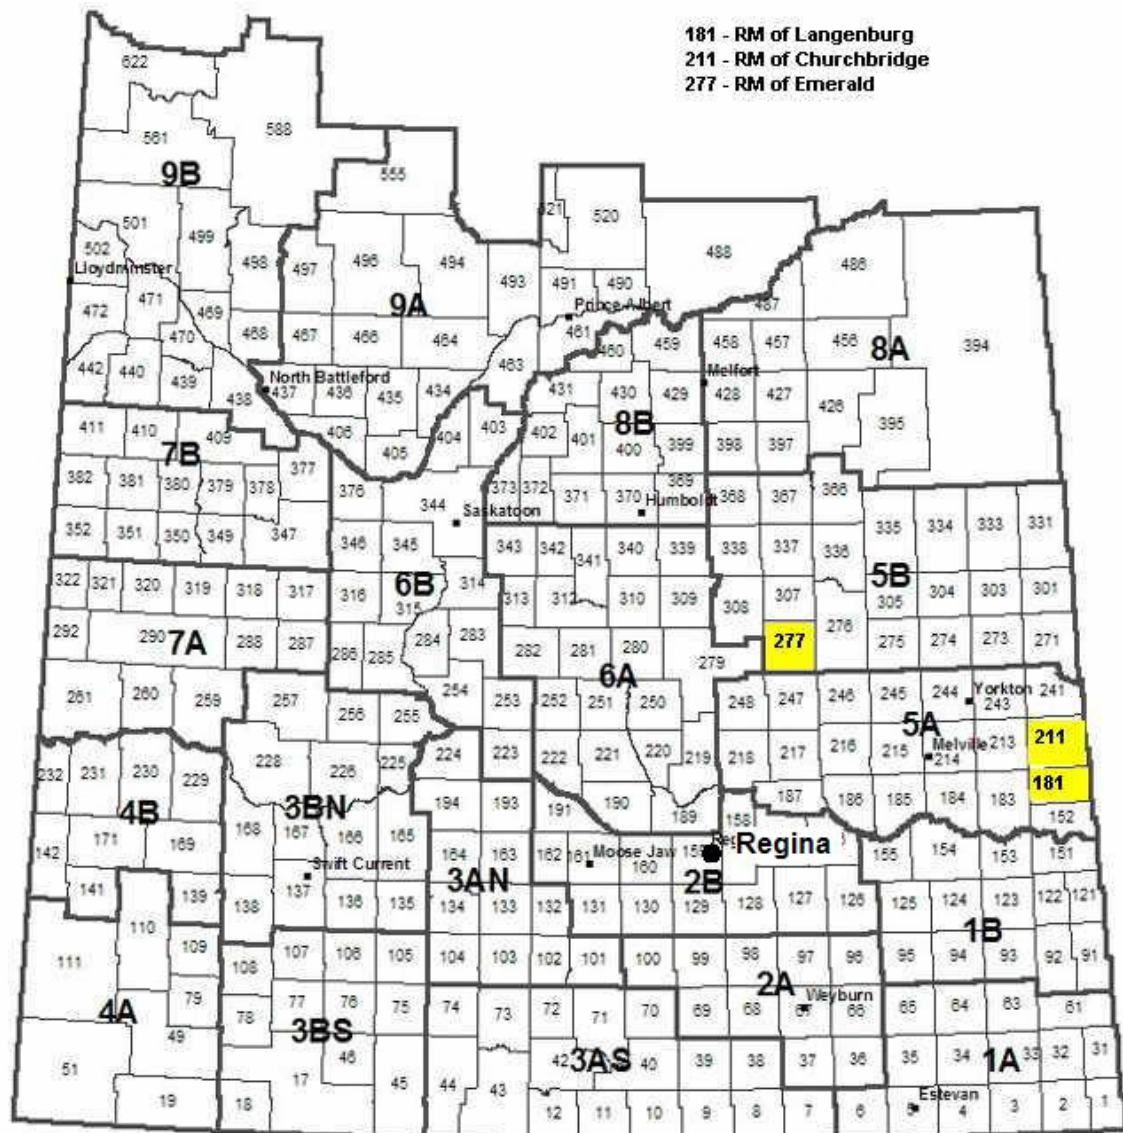 181 - RM of Langenburg
211 - RM of Churchbridge
277 - RM of Emerald
622
588
561
9B
555
521 520
501
499
502
498 497 496 494 493
488
486
Lloydminster
491 490
487
472 471 469
9A
Prince Albert
461
470 468 467 466 464
460 459 458 457 456
8A 394
463
442 440 439 438
North Battleford
437 436 435 434
431 430 429
Melfort
428 427 426
395
411 410 409
406 405 404 403
402 401 400 399 398 397
8B
7B
377
382 381 380 379 378
376
344
Saskatoon
373 372 371 370 369
Humboldt
368 367 366
352 351 350 349 347
346 345
343 342 341 340 339 338 337 336
335 334 333 331
5B
322 321 320 319 318 317
316 315 314
6B
313 312 310 309 308 307
305 304 303 301
292 290
7A
288 287 286 285 284 283
282 281 280 279
277
276 275 274 273 271
6A
261 260 259
257 256 255 254 253 252 251 250
248 247 246 245 244
Yorkton
243 241
5A
232 231 230 229
228 226 225 224 223 222 221 220 219 218 217 216 215
Melville
214 213
211
4B
3BN
194 193 191 190 189 187 186 185 184 183
181
171 169 168 167 166 165
164 163 162 161
Moose Jaw
160 159
158
Regina
155 154 153 152 151
142 141 139 138 137
Swift Current
136 135 134 133 132 131 130 129 128 127 126 125 124 123 122 121
3AN
2B
1B
111 110 109 108 107 106 105 104 103 102 101 100 99 98 97 96 95 94 93 92 91
4A
79 78 77 76 75 74 73 72 71 70 69 68 67 66 65 64 63 61
2A
Weyburn
3BS
3AS
1A
51 49 46 45 44 43 42 40 39 38 37 36 35 34 33 32 31
19 18 17
12 11 10 9 8 7 6 5
Estevan
4 3 2 1